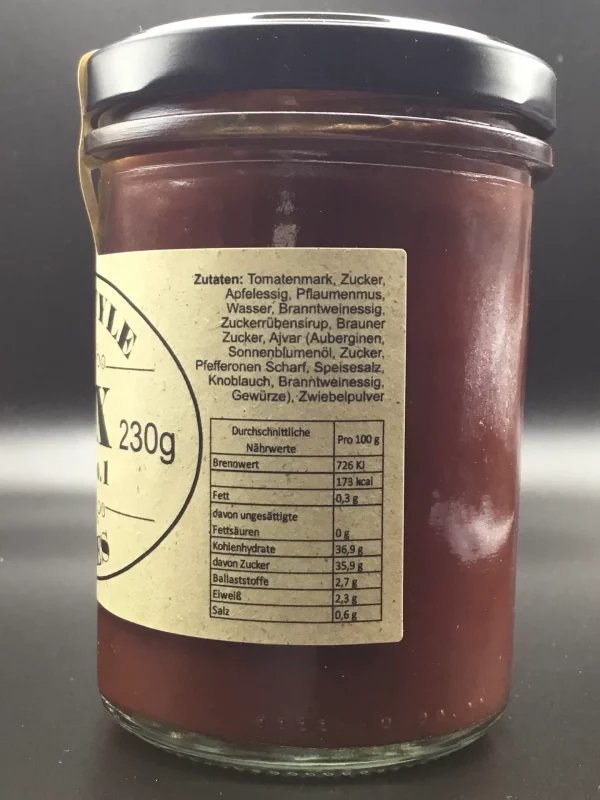 230g
Zutaten: Tomatenmark, Zucker,
Apfelessig, Pflaumenmus,
Wasser, Branntweinessig,
Zuckerrübensirup, Brauner
Zucker, Ajvar (Auberginen,
Sonnenblumenöl, Zucker,
Pfefferonen Scharf, Speisesalz,
Knoblauch, Branntweinessig,
Gewürze), Zwiebelpulver
Durchschnittliche
Nährwerte
Pro 100 g
Brennwert 726 KJ
173 kcal
Fett 0,3 g
davon ungesättigte
Fettsäuren 0 g
Kohlenhydrate 36,9 g
davon Zucker 35,9 g
Ballaststoffe 2,7 g
Eiweiß 2,3 g
Salz 0,6 g